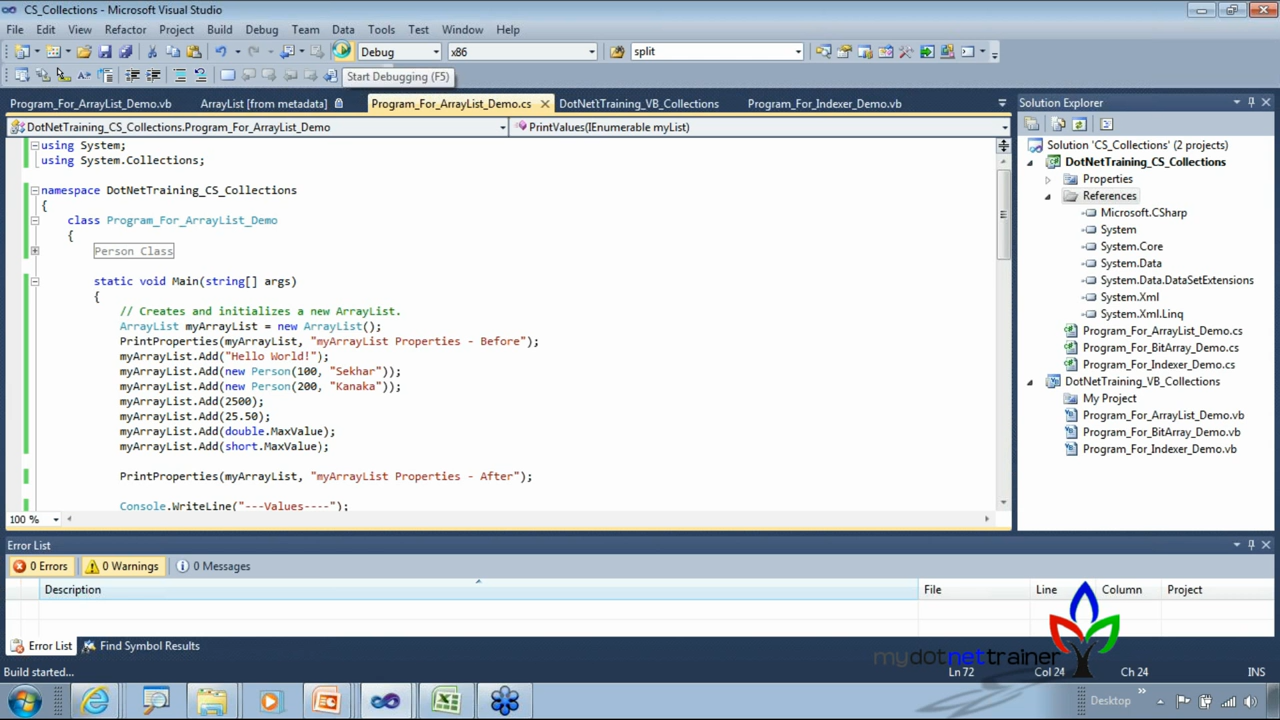 CS_Collections - Microsoft Visual Studio
File Edit View Refactor Project Build Debug Team Data Tools Test Window Help
Debug x86 split
Start Debugging (F5)
Program_For_ArrayList_Demo.vb ArrayList [from metadata] Program_For_ArrayList_Demo.cs DotNetTraining_VB_Collections Program_For_Indexer_Demo.vb
DotNetTraining_CS_Collections.Program_For_ArrayList_Demo PrintValues(IEnumerable myList)
using System;
using System.Collections;
namespace DotNetTraining_CS_Collections
{
class Program_For_ArrayList_Demo
{
Person Class
static void Main(string[] args)
{
// Creates and initializes a new ArrayList.
ArrayList myArrayList = new ArrayList();
PrintProperties(myArrayList, "myArrayList Properties - Before");
myArrayList.Add("Hello World!");
myArrayList.Add(new Person(100, "Sekhar"));
myArrayList.Add(new Person(200, "Kanaka"));
myArrayList.Add(2500);
myArrayList.Add(25.50);
myArrayList.Add(double.MaxValue);
myArrayList.Add(short.MaxValue);
PrintProperties(myArrayList, "myArrayList Properties - After");
Console.WriteLine("---Values----");
100 %
Solution Explorer
Solution 'CS_Collections' (2 projects)
DotNetTraining_CS_Collections
Properties
References
Microsoft.CSharp
System
System.Core
System.Data
System.Data.DataSetExtensions
System.Xml
System.Xml.Linq
Program_For_ArrayList_Demo.cs
Program_For_BitArray_Demo.cs
Program_For_Indexer_Demo.cs
DotNetTraining_VB_Collections
My Project
Program_For_ArrayList_Demo.vb
Program_For_BitArray_Demo.vb
Program_For_Indexer_Demo.vb
Error List
0 Errors 0 Warnings 0 Messages
Description File Line Column Project
Error List Find Symbol Results
mydotnettrainer
Build started... Ln 72 Col 24 Ch 24 INS
Desktop